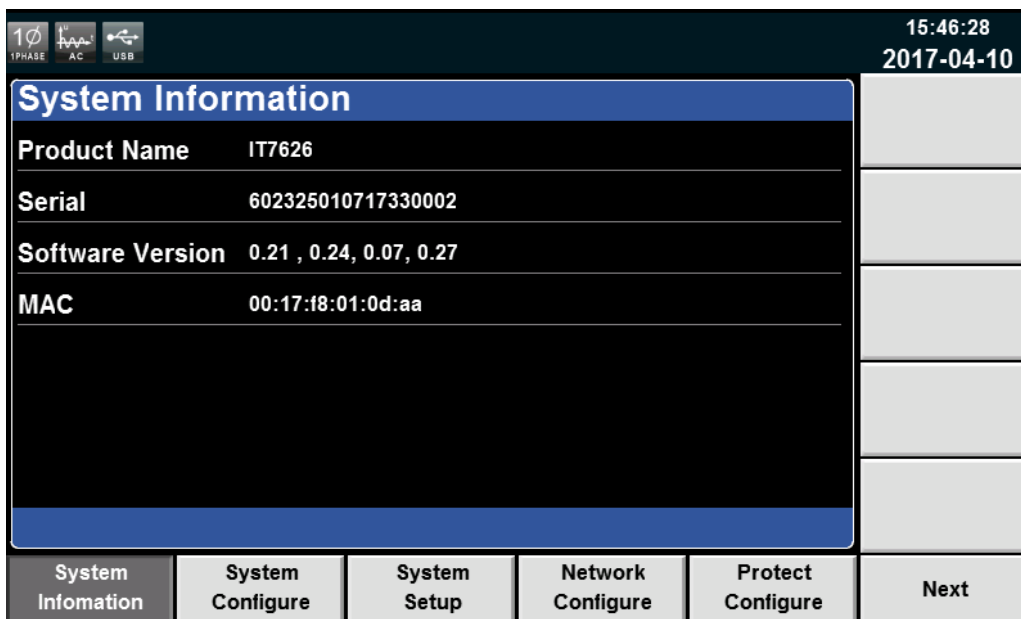 1Ø
1PHASE
U
t
AC
USB
15:46:28
2017-04-10
System Information
Product Name IT7626
Serial 602325010717330002
Software Version 0.21 , 0.24, 0.07, 0.27
MAC 00:17:f8:01:0d:aa
System Infomation
System Configure
System Setup
Network Configure
Protect Configure
Next